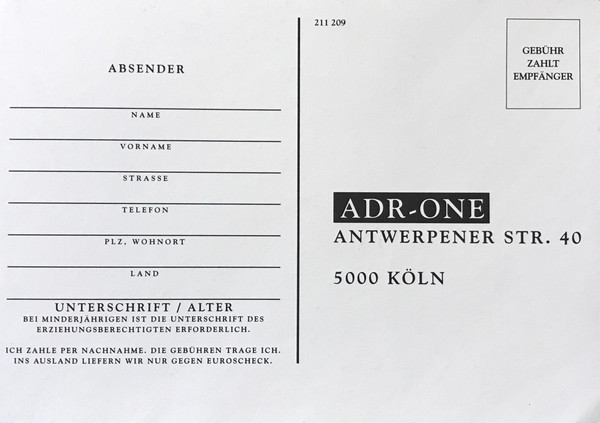 ABSENDER
NAME
VORNAME
STRASSE
TELEFON
PLZ, WOHNORT
LAND
UNTERSCHRIFT / ALTER
BEI MINDERJÄHRIGEN IST DIE UNTERSCHRIFT DES
ERZIEHUNGSBERECHTIGTEN ERFORDERLICH.
ICH ZAHLE PER NACHNAHME. DIE GEBÜHREN TRAGE ICH.
INS AUSLAND LIEFERN WIR NUR GEGEN EUROSCHECK.
211 209
GEBÜHR
ZAHLT
EMPFÄNGER
ADR-ONE
ANTWERPENER STR. 40
5000 KÖLN